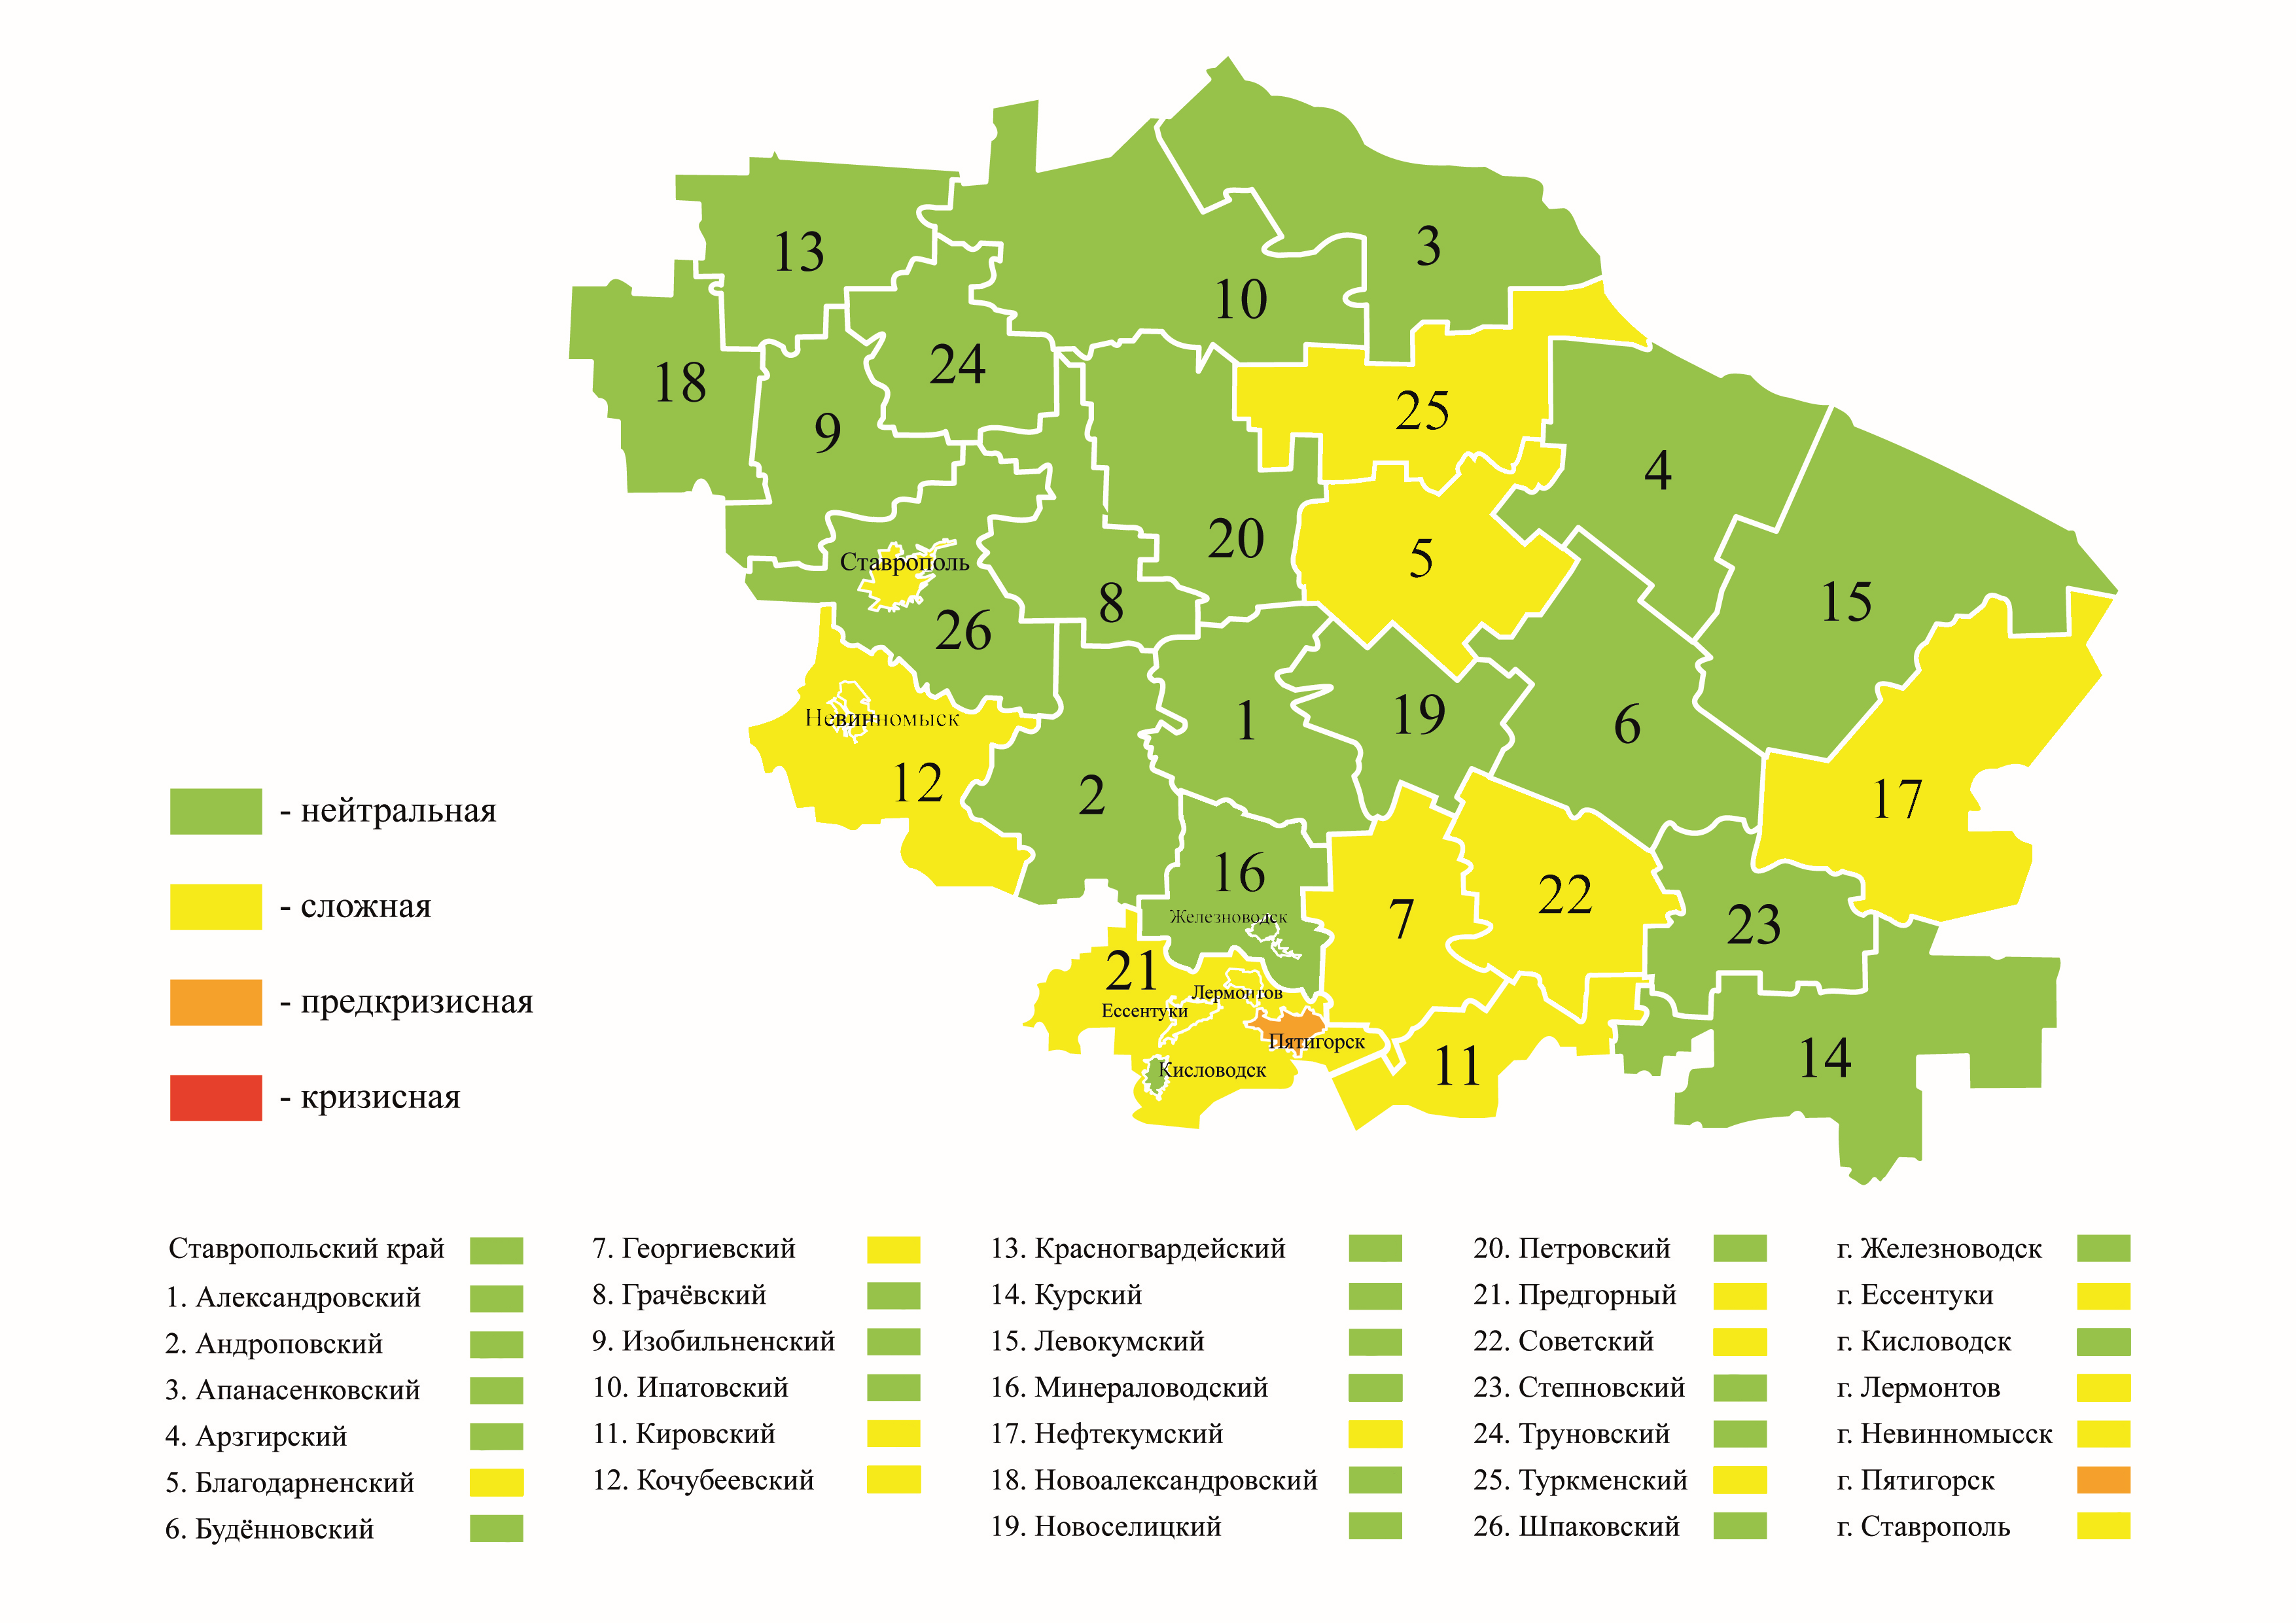 3
13
10
24
18
25
9
4
20
5
Ставрополь
8
15
26
19
1
6
Невинномыск
12
2
17
- нейтральная
16
22
- сложная
7
Железноводск
23
21
Лермонтов
Ессентуки
- предкризисная
Пятигорск
14
11
Кисловодск
- кризисная
Ставропольский край
1. Александровский
2. Андроповский
3. Апанасенковский
4. Арзгирский
5. Благодарненский
6. Будённовский
7. Георгиевский
8. Грачёвский
9. Изобильненский
10. Ипатовский
11. Кировский
12. Кочубеевский
13. Красногвардейский
14. Курский
15. Левокумский
16. Минераловодский
17. Нефтекумский
18. Новоалександровский
19. Новоселицкий
20. Петровский
21. Предгорный
22. Советский
23. Степновский
24. Труновский
25. Туркменский
26. Шпаковский
г. Железноводск
г. Ессентуки
г. Кисловодск
г. Лермонтов
г. Невинномысск
г. Пятигорск
г. Ставрополь